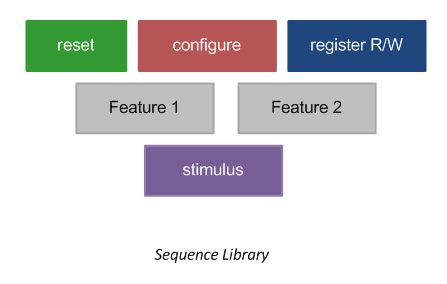 reset configure register R/W
Feature 1 Feature 2
stimulus
Sequence Library